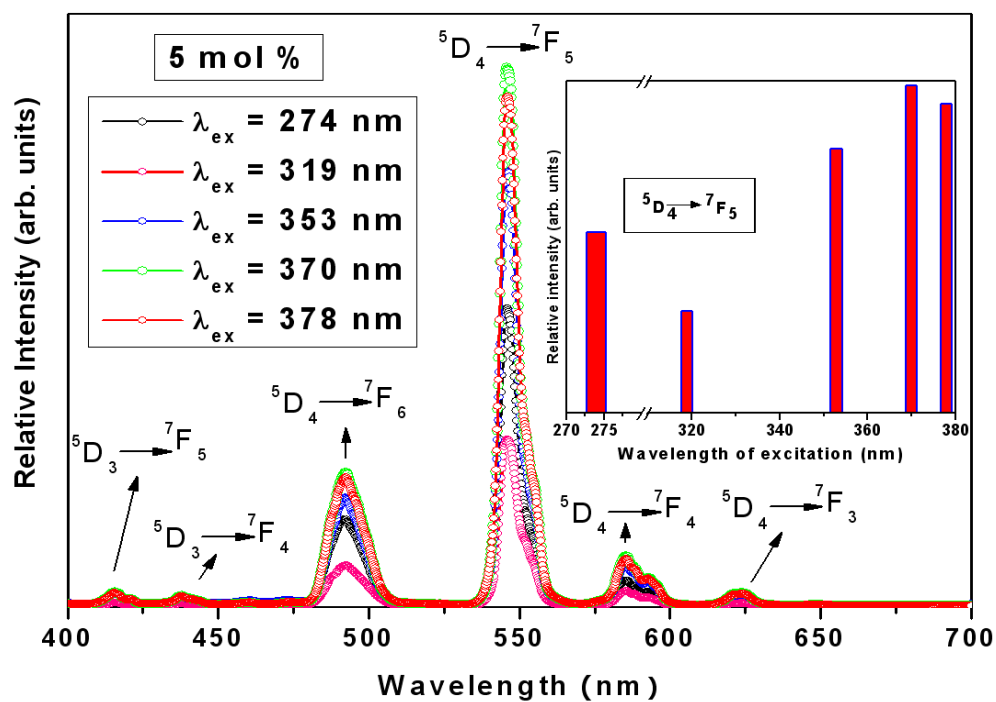 5 mol %
λex = 274 nm
λex = 319 nm
λex = 353 nm
λex = 370 nm
λex = 378 nm
⁵D₄ → ⁷F₅
⁵D₃ → ⁷F₅
⁵D₃ → ⁷F₄
⁵D₄ → ⁷F₆
⁵D₄ → ⁷F₄
⁵D₄ → ⁷F₃
Relative Intensity (arb. units)
400 450 500 550 600 650 700
Wavelength (nm)
Relative intensity (arb. units)
⁵D₄ → ⁷F₅
270 275 320 340 360 380
Wavelength of excitation (nm)